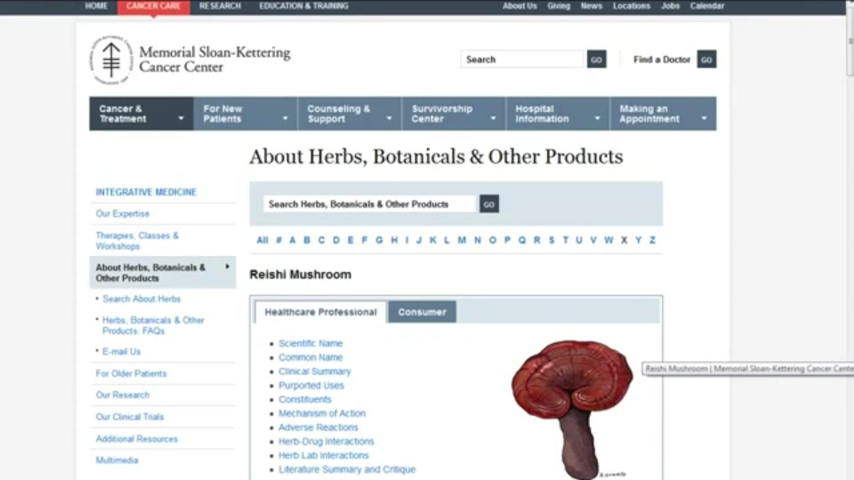 HOME CANCER CARE RESEARCH EDUCATION & TRAINING About Us Giving News Locations Jobs Calendar
Memorial Sloan-Kettering
Cancer Center
Search GO Find a Doctor GO
Cancer &
Treatment
For New
Patients
Counseling &
Support
Survivorship
Center
Hospital
Information
Making an
Appointment
About Herbs, Botanicals & Other Products
INTEGRATIVE MEDICINE
Our Expertise
Therapies, Classes &
Workshops
About Herbs, Botanicals &
Other Products
Search About Herbs
Herbs, Botanicals & Other
Products: FAQs
E-mail Us
For Older Patients
Our Research
Our Clinical Trials
Additional Resources
Multimedia
Search Herbs, Botanicals & Other Products GO
All # A B C D E F G H I J K L M N O P Q R S T U V W X Y Z
Reishi Mushroom
Healthcare Professional Consumer
Scientific Name
Common Name
Clinical Summary
Purported Uses
Constituents
Mechanism of Action
Adverse Reactions
Herb-Drug Interactions
Herb Lab Interactions
Literature Summary and Critique
Reishi Mushroom | Memorial Sloan-Kettering Cancer Cente